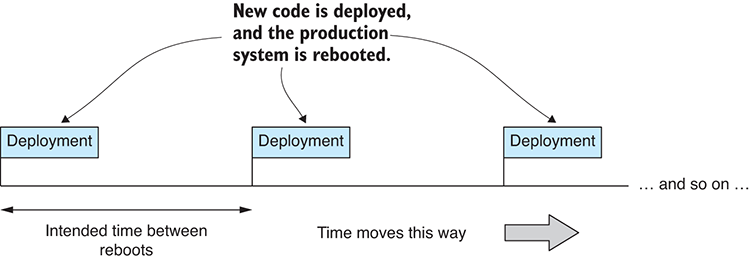 New code is deployed,
and the production
system is rebooted.
Deployment
Deployment
Deployment
… and so on …
Intended time between
reboots
Time moves this way